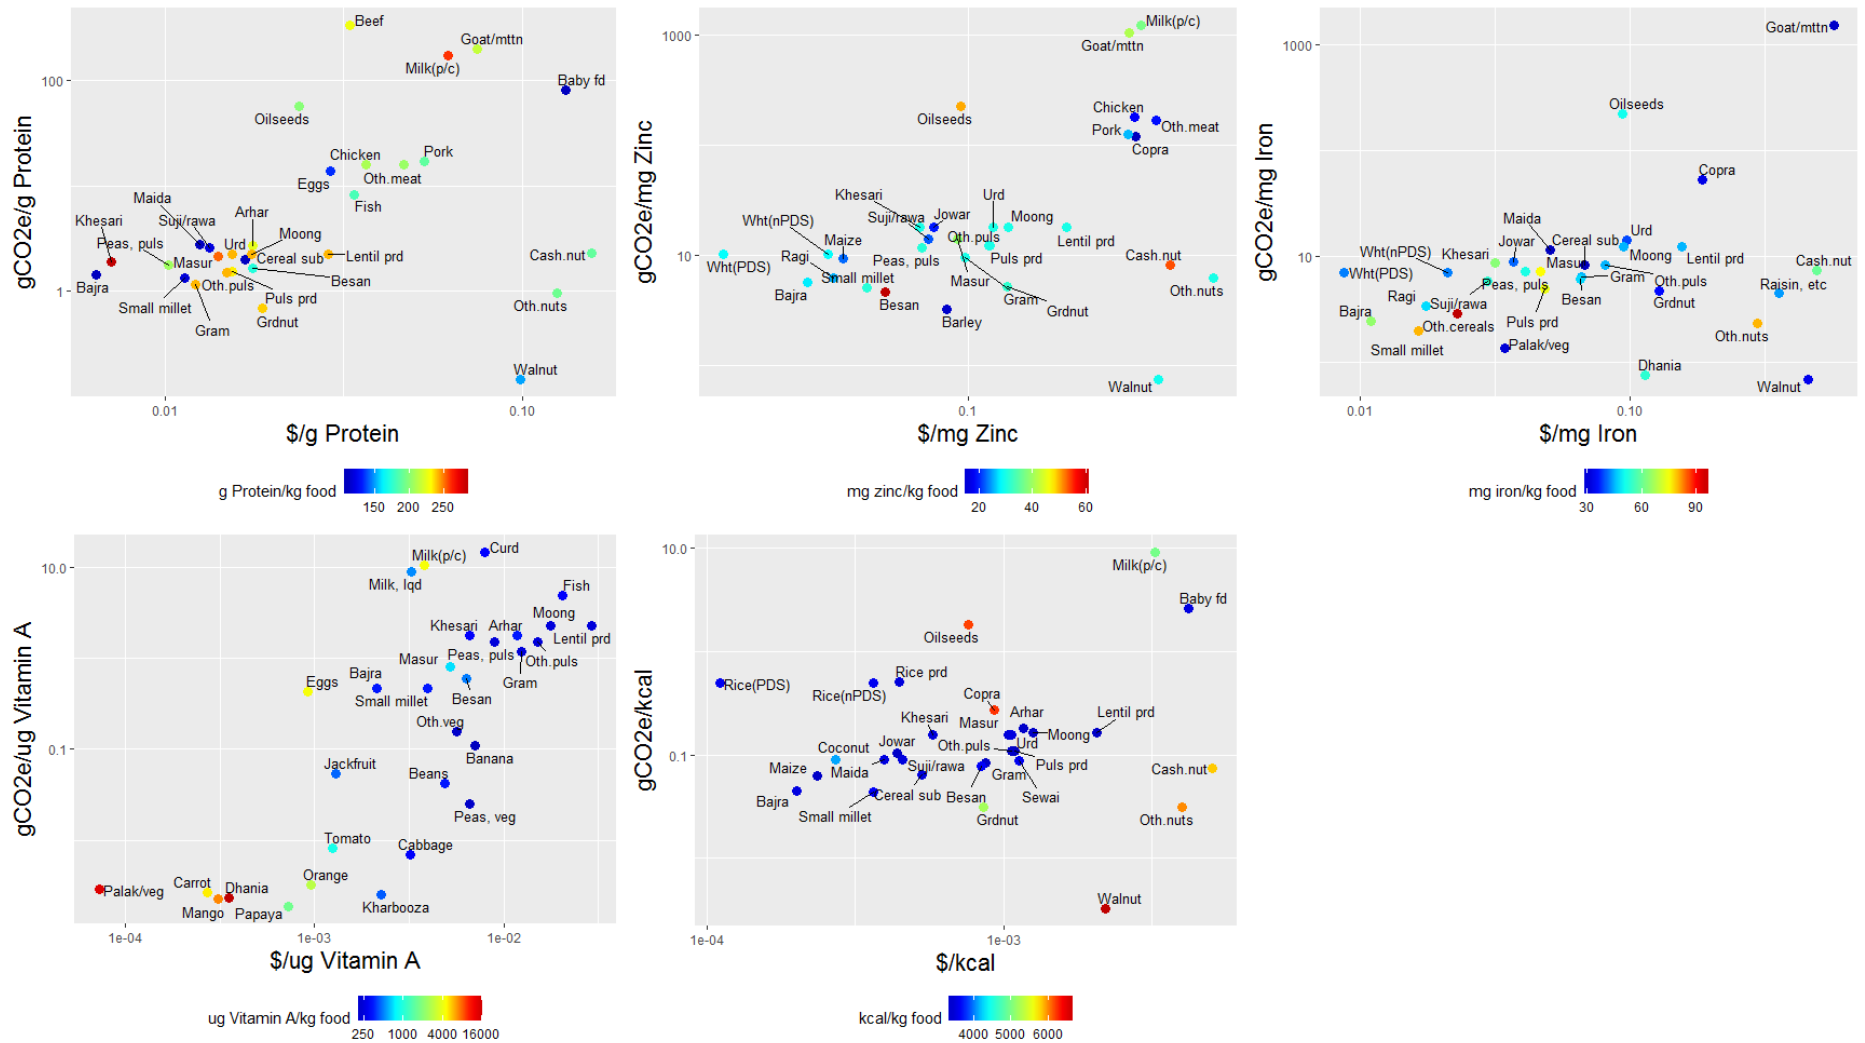 gCO2e/g Protein
100
1
Beef
Goat/mttn
Milk(p/c)
Baby fd
Oilseeds
Chicken
Pork
Eggs
Oth.meat
Fish
Maida
Khesari
Suji/rawa
Arhar
Peas, puls
Urd
Moong
Masur
Cereal sub
Lentil prd
Cash.nut
Bajra
Oth.puls
Besan
Small millet
Puls prd
Oth.nuts
Gram
Grdnut
Walnut
0.01
0.10
$/g Protein
g Protein/kg food
150 200 250
gCO2e/mg Zinc
1000
10
Milk(p/c)
Goat/mttn
Oilseeds
Chicken
Pork
Oth.meat
Copra
Khesari
Urd
Wht(nPDS)
Suji/rawa
Jowar
Moong
Maize
Oth.puls
Lentil prd
Ragi
Peas, puls
Puls prd
Cash.nut
Wht(PDS)
Small millet
Masur
Oth.nuts
Bajra
Besan
Gram
Barley
Grdnut
Walnut
0.1
$/mg Zinc
mg zinc/kg food
20 40 60
gCO2e/mg Iron
1000
10
Goat/mttn
Oilseeds
Copra
Maida
Urd
Wht(nPDS)
Khesari
Jowar
Cereal sub
Moong
Lentil prd
Cash.nut
Wht(PDS)
Masur
Oth.puls
Raisin, etc
Ragi
Peas, puls
Gram
Suji/rawa
Besan
Grdnut
Bajra
Oth.cereals
Puls prd
Oth.nuts
Small millet
Palak/veg
Dhania
Walnut
0.01
0.10
$/mg Iron
mg iron/kg food
30 60 90
gCO2e/ug Vitamin A
10.0
0.1
Curd
Milk(p/c)
Milk, lqd
Fish
Khesari
Arhar
Moong
Lentil prd
Masur
Peas, puls
Oth.puls
Eggs
Bajra
Gram
Small millet
Besan
Oth.veg
Banana
Jackfruit
Beans
Peas, veg
Tomato
Cabbage
Palak/veg
Carrot
Dhania
Orange
Mango
Papaya
Kharbooza
1e-04
1e-03
1e-02
$/ug Vitamin A
ug Vitamin A/kg food
250 1000 4000 16000
gCO2e/kcal
10.0
0.1
Milk(p/c)
Baby fd
Oilseeds
Rice(PDS)
Rice(nPDS)
Rice prd
Copra
Khesari
Masur
Arhar
Lentil prd
Coconut
Jowar
Oth.puls
Urd
Moong
Maize
Maida
Suji/rawa
Puls prd
Cash.nut
Bajra
Cereal sub
Besan
Gram
Sewai
Small millet
Grdnut
Oth.nuts
Walnut
1e-04
1e-03
$/kcal
kcal/kg food
4000 5000 6000